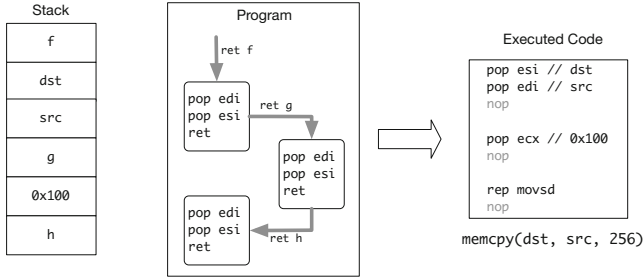 Stack
f
dst
src
g
0x100
h
Program
ret f
pop edi
pop esi
ret
ret g
pop edi
pop esi
ret
pop edi
pop esi
ret
ret h
Executed Code
pop esi // dst
pop edi // src
nop
pop ecx // 0x100
nop
rep movsd
nop
memcpy(dst, src, 256)